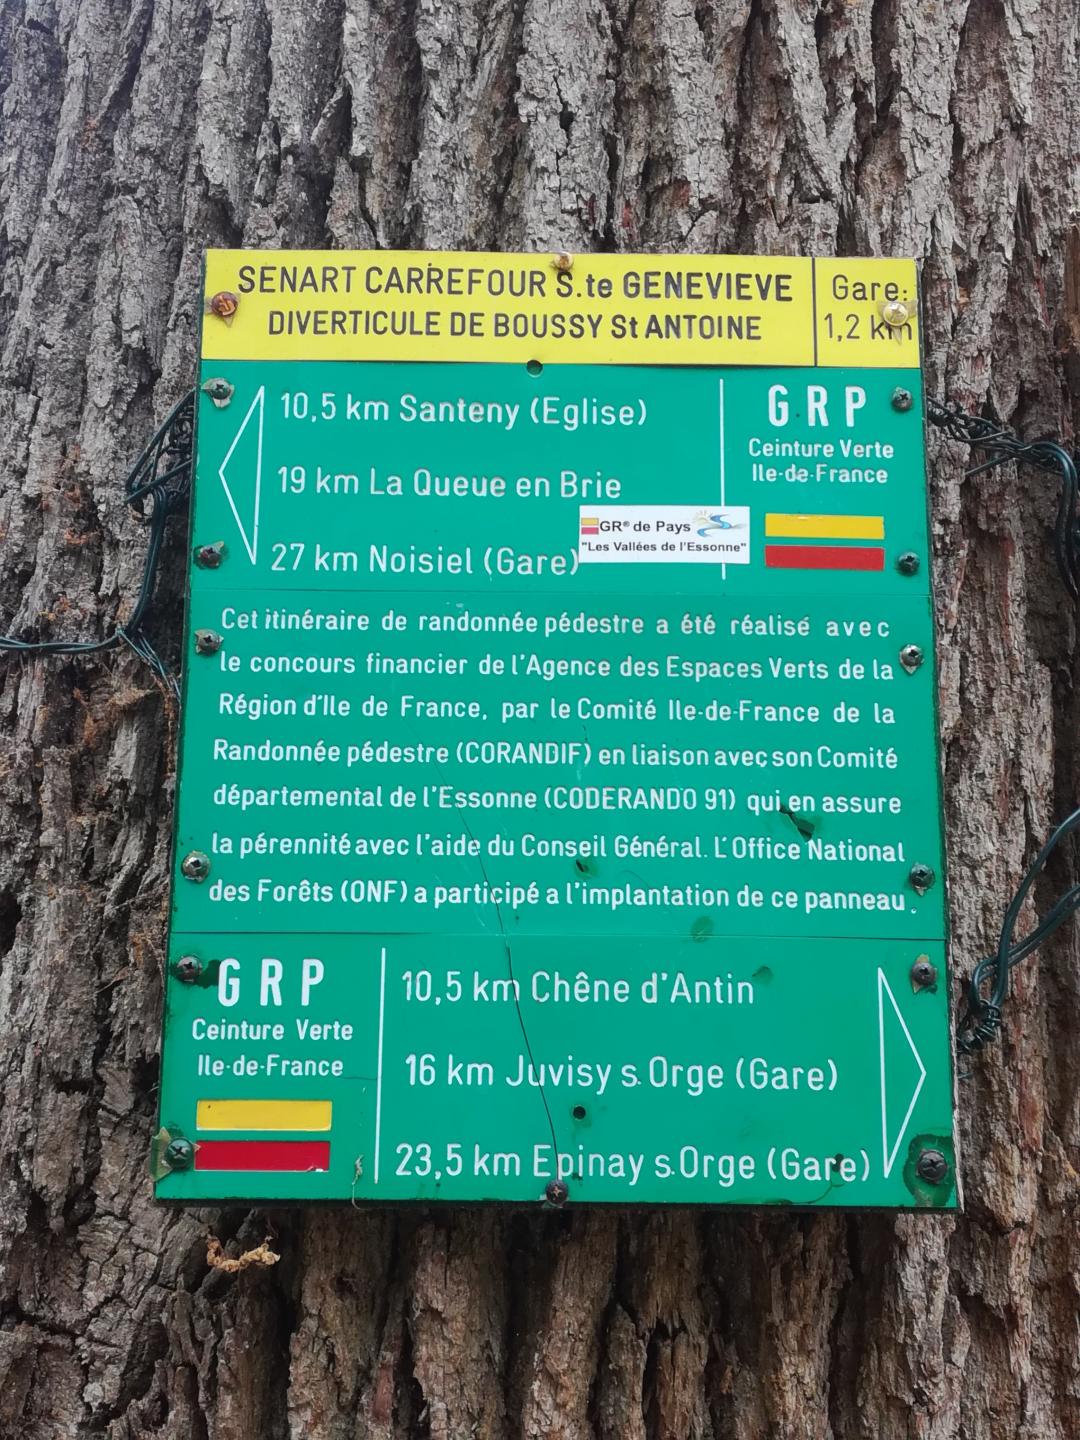 SENART CARREFOUR S.te GENEVIEVE
DIVERTICULE DE BOUSSY St ANTOINE
Gare:
1,2 km
10,5 km Santeny (Eglise)
19 km La Queue en Brie
27 km Noisiel (Gare)
G R P
Ceinture Verte
Ile-de-France
GR® de Pays
"Les Vallées de l'Essonne"
Cet itinéraire de randonnée pédestre a été réalisé avec
le concours financier de l'Agence des Espaces Verts de la
Région d'Ile de France, par le Comité Ile-de-France de la
Randonnée pédestre (CORANDIF) en liaison avec son Comité
départemental de l'Essonne (CODERANDO 91) qui en assure
la pérennité avec l'aide du Conseil Général. L'Office National
des Forêts (ONF) a participé a l'implantation de ce panneau.
G R P
Ceinture Verte
Ile-de-France
10,5 km Chêne d'Antin
16 km Juvisy s.Orge (Gare)
23,5 km Epinay s.Orge (Gare)